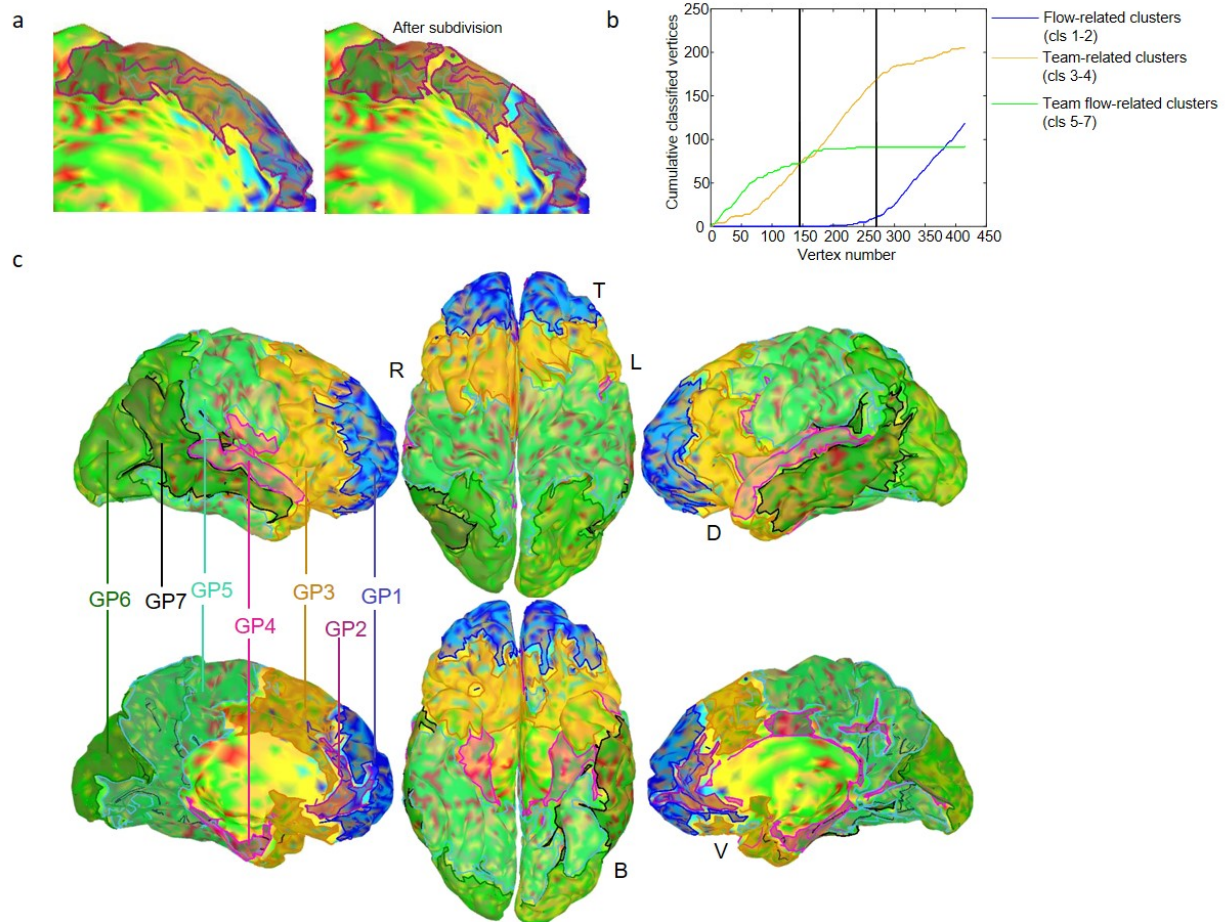 a
After subdivision
b
Cumulative classified vertices
250
200
150
100
50
0
0 50 100 150 200 250 300 350 400 450
Vertex number
Flow-related clusters
(cls 1-2)
Team-related clusters
(cls 3-4)
Team flow-related clusters
(cls 5-7)
c
T
R
L
D
GP6
GP7
GP5
GP4
GP3
GP2
GP1
V
B